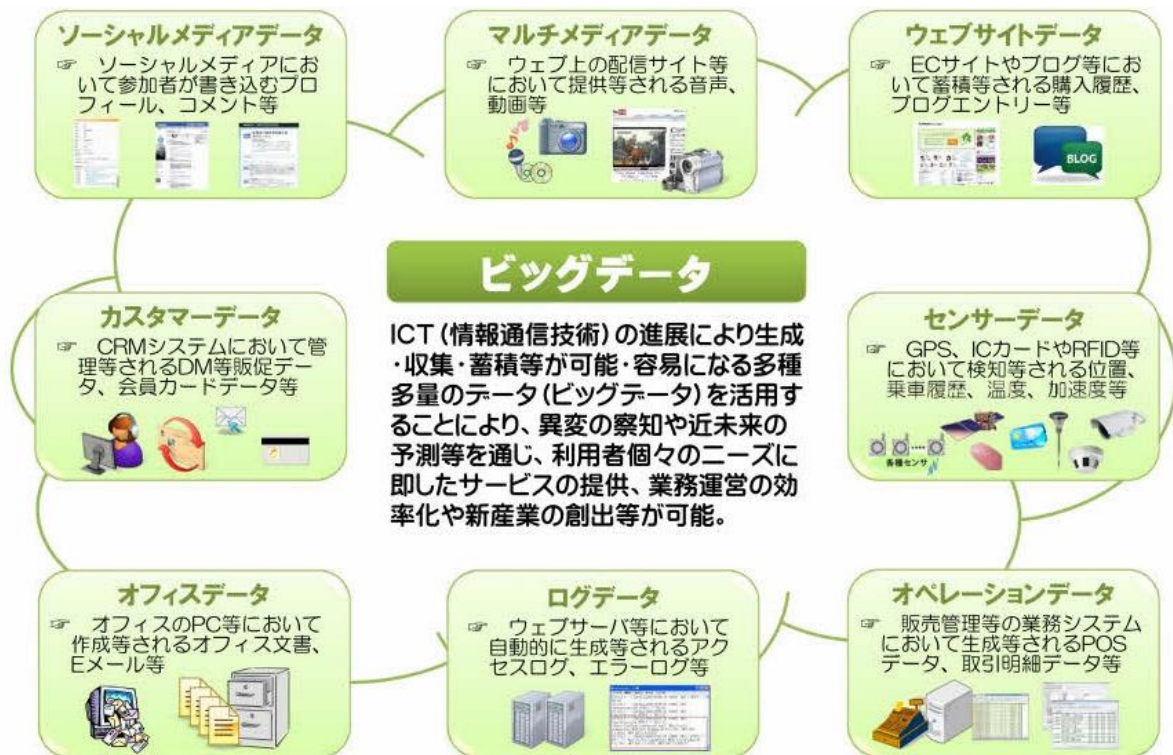 ソーシャルメディアデータ
☞ ソーシャルメディアにお
いて参加者が書き込むプロ
フィール、コメント等
マルチメディアデータ
☞ ウェブ上の配信サイト等
において提供等される音声、
動画等
ウェブサイトデータ
☞ ECサイトやブログ等にお
いて蓄積等される購入履歴、
ブログエントリー等
BLOG
ビッグデータ
ICT(情報通信技術)の進展により生成
・収集・蓄積等が可能・容易になる多種
多量のデータ(ビッグデータ)を活用す
ることにより、異変の察知や近未来の
予測等を通じ、利用者個々のニーズに
即したサービスの提供、業務運営の効
率化や新産業の創出等が可能。
カスタマーデータ
☞ CRMシステムにおいて管
理等されるDM等販促デー
タ、会員カードデータ等
センサーデータ
☞ GPS、ICカードやRFID等
において検知等される位置、
乗車履歴、温度、加速度等
各種センサ
オフィスデータ
☞ オフィスのPC等において
作成等されるオフィス文書、
Eメール等
ログデータ
☞ ウェブサーバ等において
自動的に生成等されるアク
セスログ、エラーログ等
オペレーションデータ
☞ 販売管理等の業務システム
において生成等されるPOS
データ、取引明細データ等